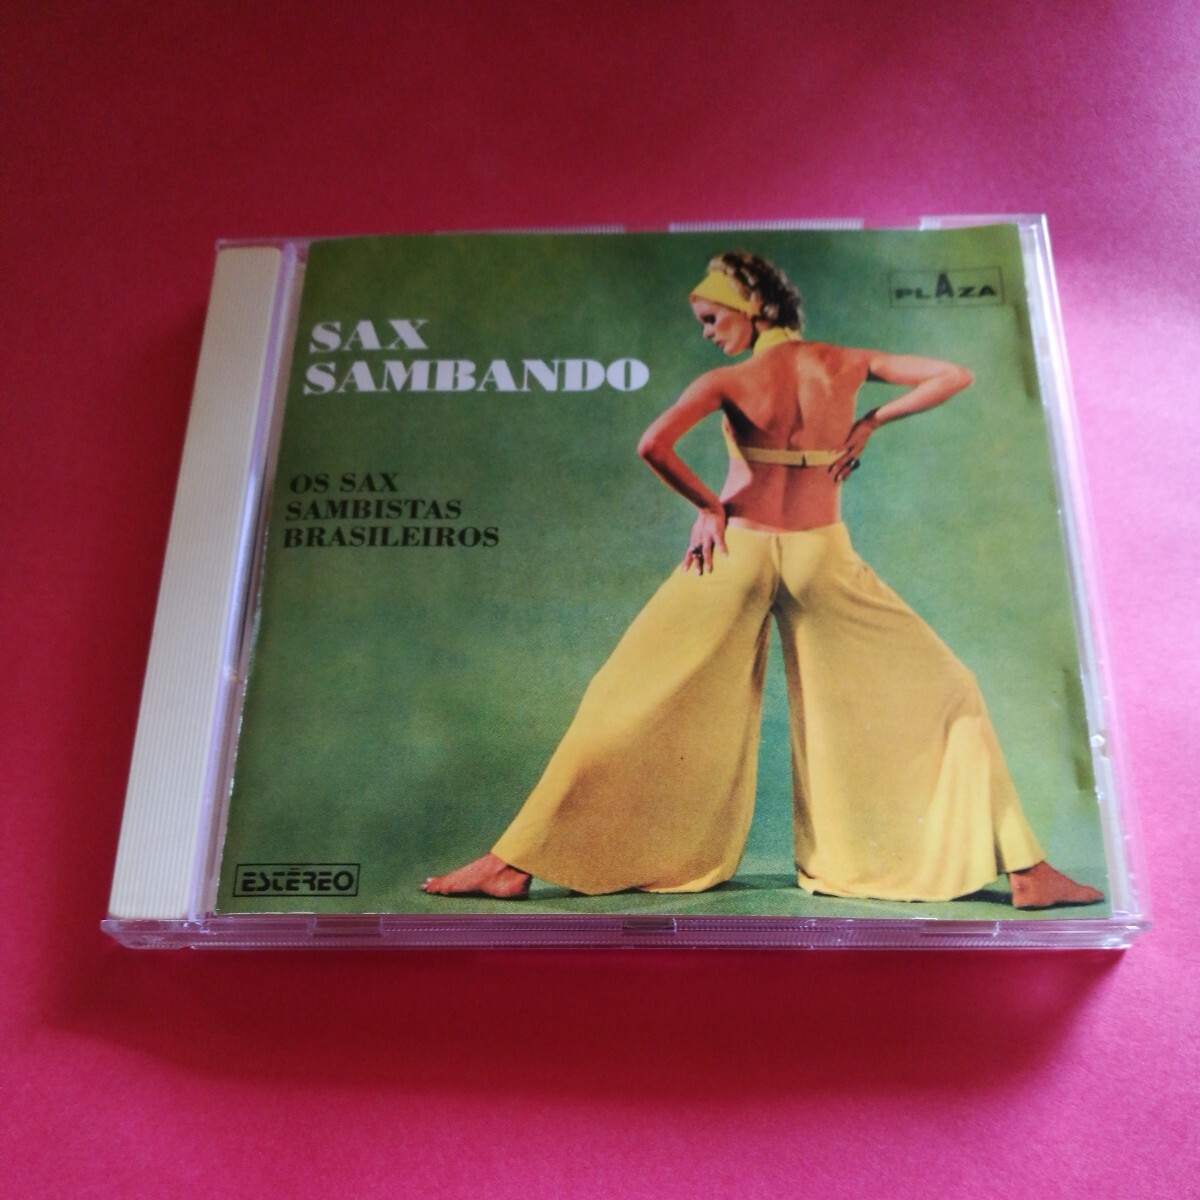 SAX
SAMBANDO
PLAZA
OS SAX
SAMBISTAS
BRASILEIROS
ESTÉREO